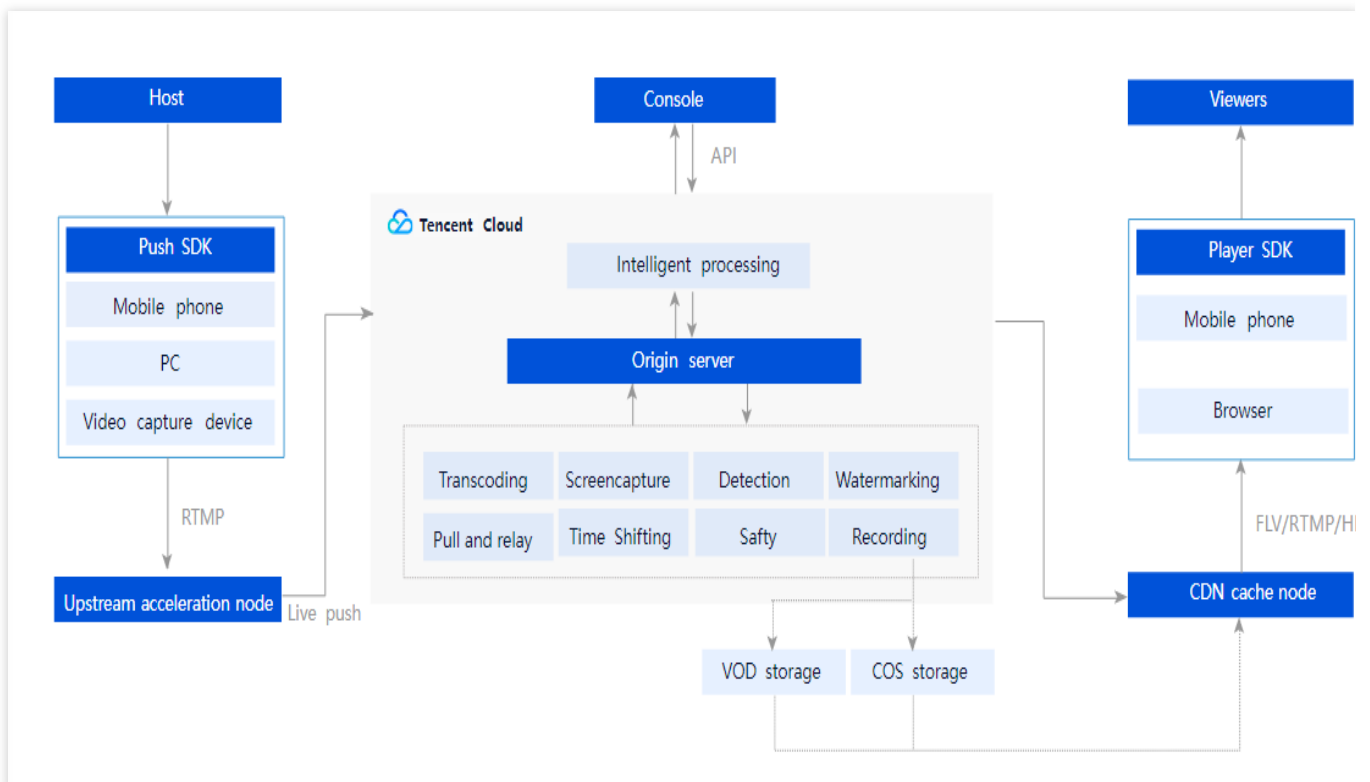 Host
Console
Viewers
API
Tencent Cloud
Push SDK
Mobile phone
PC
Video capture device
Intelligent processing
Origin server
Player SDK
Mobile phone
Browser
Transcoding
Screencapture
Detection
Watermarking
Pull and relay
Time Shifting
Safty
Recording
RTMP
FLV/RTMP/H
Upstream acceleration node
Live push
CDN cache node
VOD storage
COS storage